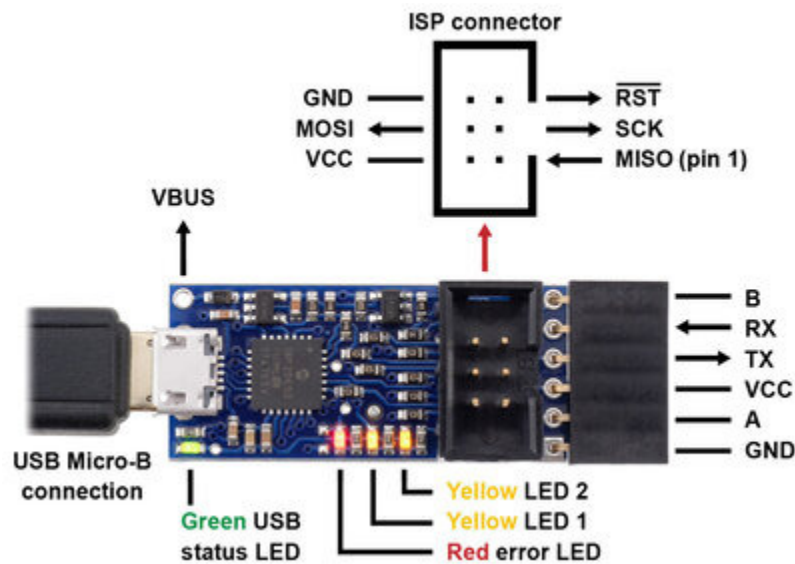 ISP connector
GND
RST
MOSI
SCK
VCC
MISO (pin 1)
VBUS
B
RX
TX
VCC
A
GND
USB Micro-B
connection
Green USB
status LED
Yellow LED 2
Yellow LED 1
Red error LED